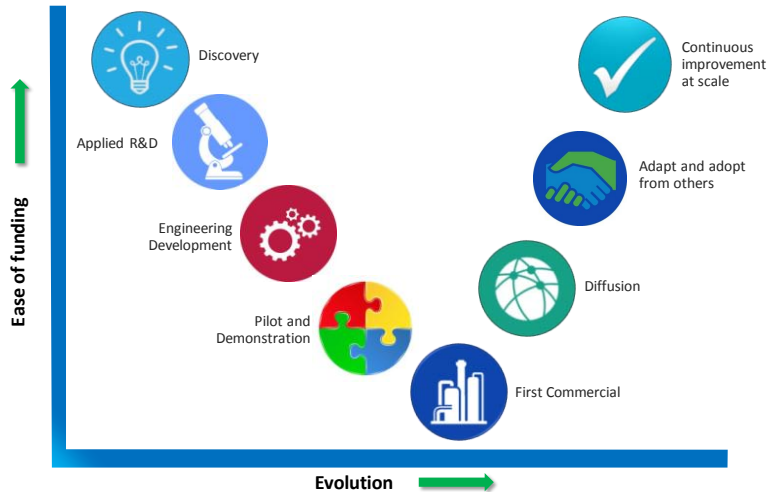 Discovery
Continuous
improvement
at scale
Applied R&D
Adapt and adopt
from others
Engineering
Development
Diffusion
Pilot and
Demonstration
First Commercial
Ease of funding
Evolution